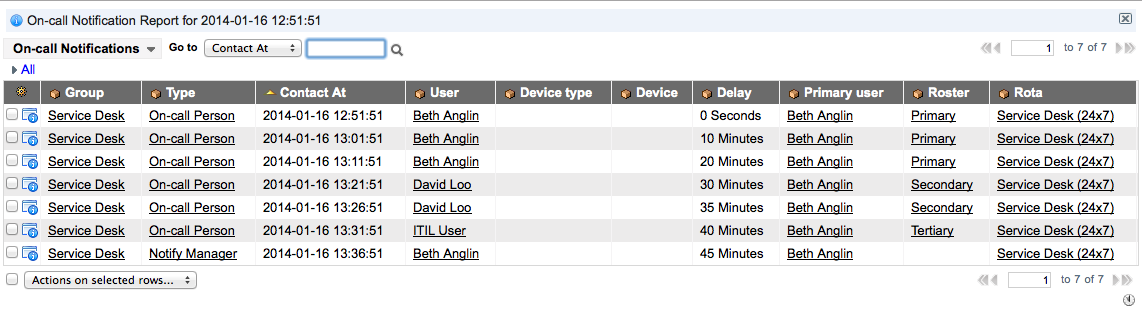 On-call Notification Report for 2014-01-16 12:51:51
On-call Notifications Go to Contact At 1 to 7 of 7
All
Group Type Contact At User Device type Device Delay Primary user Roster Rota
Service Desk On-call Person 2014-01-16 12:51:51 Beth Anglin 0 Seconds Beth Anglin Primary Service Desk (24x7)
Service Desk On-call Person 2014-01-16 13:01:51 Beth Anglin 10 Minutes Beth Anglin Primary Service Desk (24x7)
Service Desk On-call Person 2014-01-16 13:11:51 Beth Anglin 20 Minutes Beth Anglin Primary Service Desk (24x7)
Service Desk On-call Person 2014-01-16 13:21:51 David Loo 30 Minutes Beth Anglin Secondary Service Desk (24x7)
Service Desk On-call Person 2014-01-16 13:26:51 David Loo 35 Minutes Beth Anglin Secondary Service Desk (24x7)
Service Desk On-call Person 2014-01-16 13:31:51 ITIL User 40 Minutes Beth Anglin Tertiary Service Desk (24x7)
Service Desk Notify Manager 2014-01-16 13:36:51 Beth Anglin 45 Minutes Beth Anglin Service Desk (24x7)
Actions on selected rows... 1 to 7 of 7